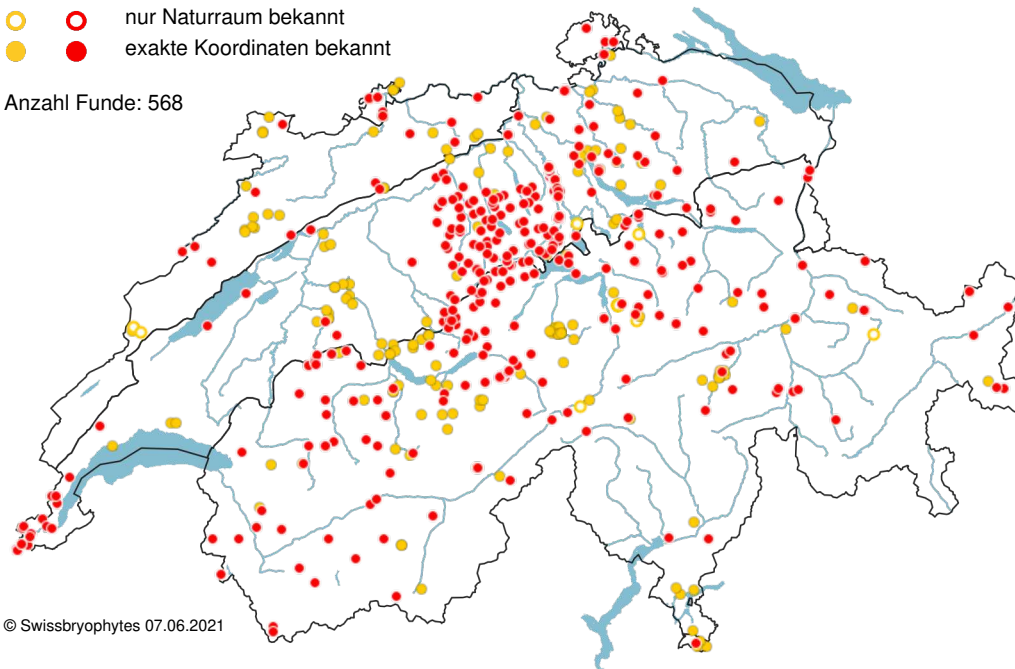 nur Naturraum bekannt
exakte Koordinaten bekannt
Anzahl Funde: 568
© Swissbryophytes 07.06.2021